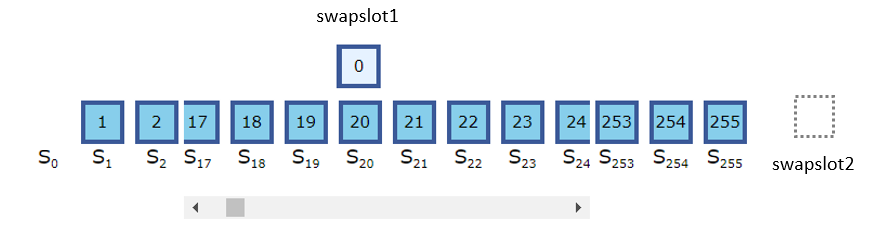 swapslot1
0
1 2 17 18 19 20 21 22 23 24 253 254 255
S0 S1 S2 S17 S18 S19 S20 S21 S22 S23 S24 S253 S254 S255
swapslot2